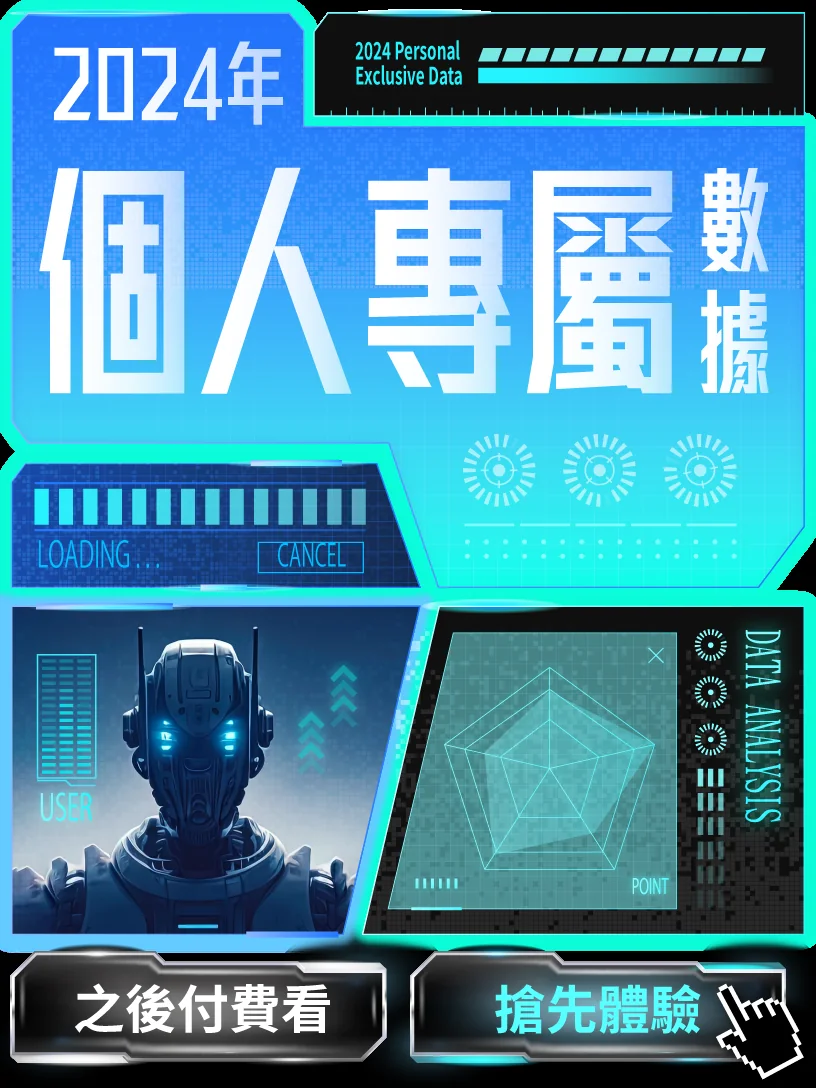 2024年
2024 Personal
Exclusive Data
個人專屬
數據
LOADING...
CANCEL
USER
POINT
DATA ANALYSIS
之後付費看
搶先體驗